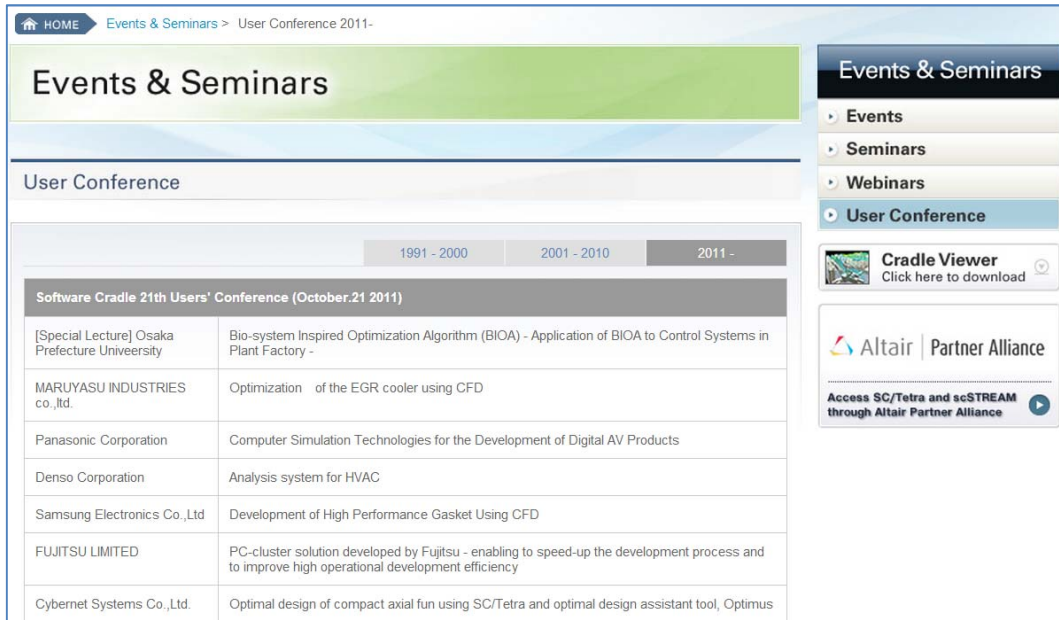 HOME Events & Seminars > User Conference 2011-
Events & Seminars
User Conference
1991 - 2000 2001 - 2010 2011 -
Software Cradle 21th Users' Conference (October.21 2011)
[Special Lecture] Osaka
Prefecture Univeersity
Bio-system Inspired Optimization Algorithm (BIOA) - Application of BIOA to Control Systems in
Plant Factory -
MARUYASU INDUSTRIES
co.,ltd.
Optimization of the EGR cooler using CFD
Panasonic Corporation
Computer Simulation Technologies for the Development of Digital AV Products
Denso Corporation
Analysis system for HVAC
Samsung Electronics Co.,Ltd
Development of High Performance Gasket Using CFD
FUJITSU LIMITED
PC-cluster solution developed by Fujitsu - enabling to speed-up the development process and
to improve high operational development efficiency
Cybernet Systems Co.,Ltd.
Optimal design of compact axial fun using SC/Tetra and optimal design assistant tool, Optimus
Events & Seminars
Events
Seminars
Webinars
User Conference
Cradle Viewer
Click here to download
Altair | Partner Alliance
Access SC/Tetra and scSTREAM
through Altair Partner Alliance